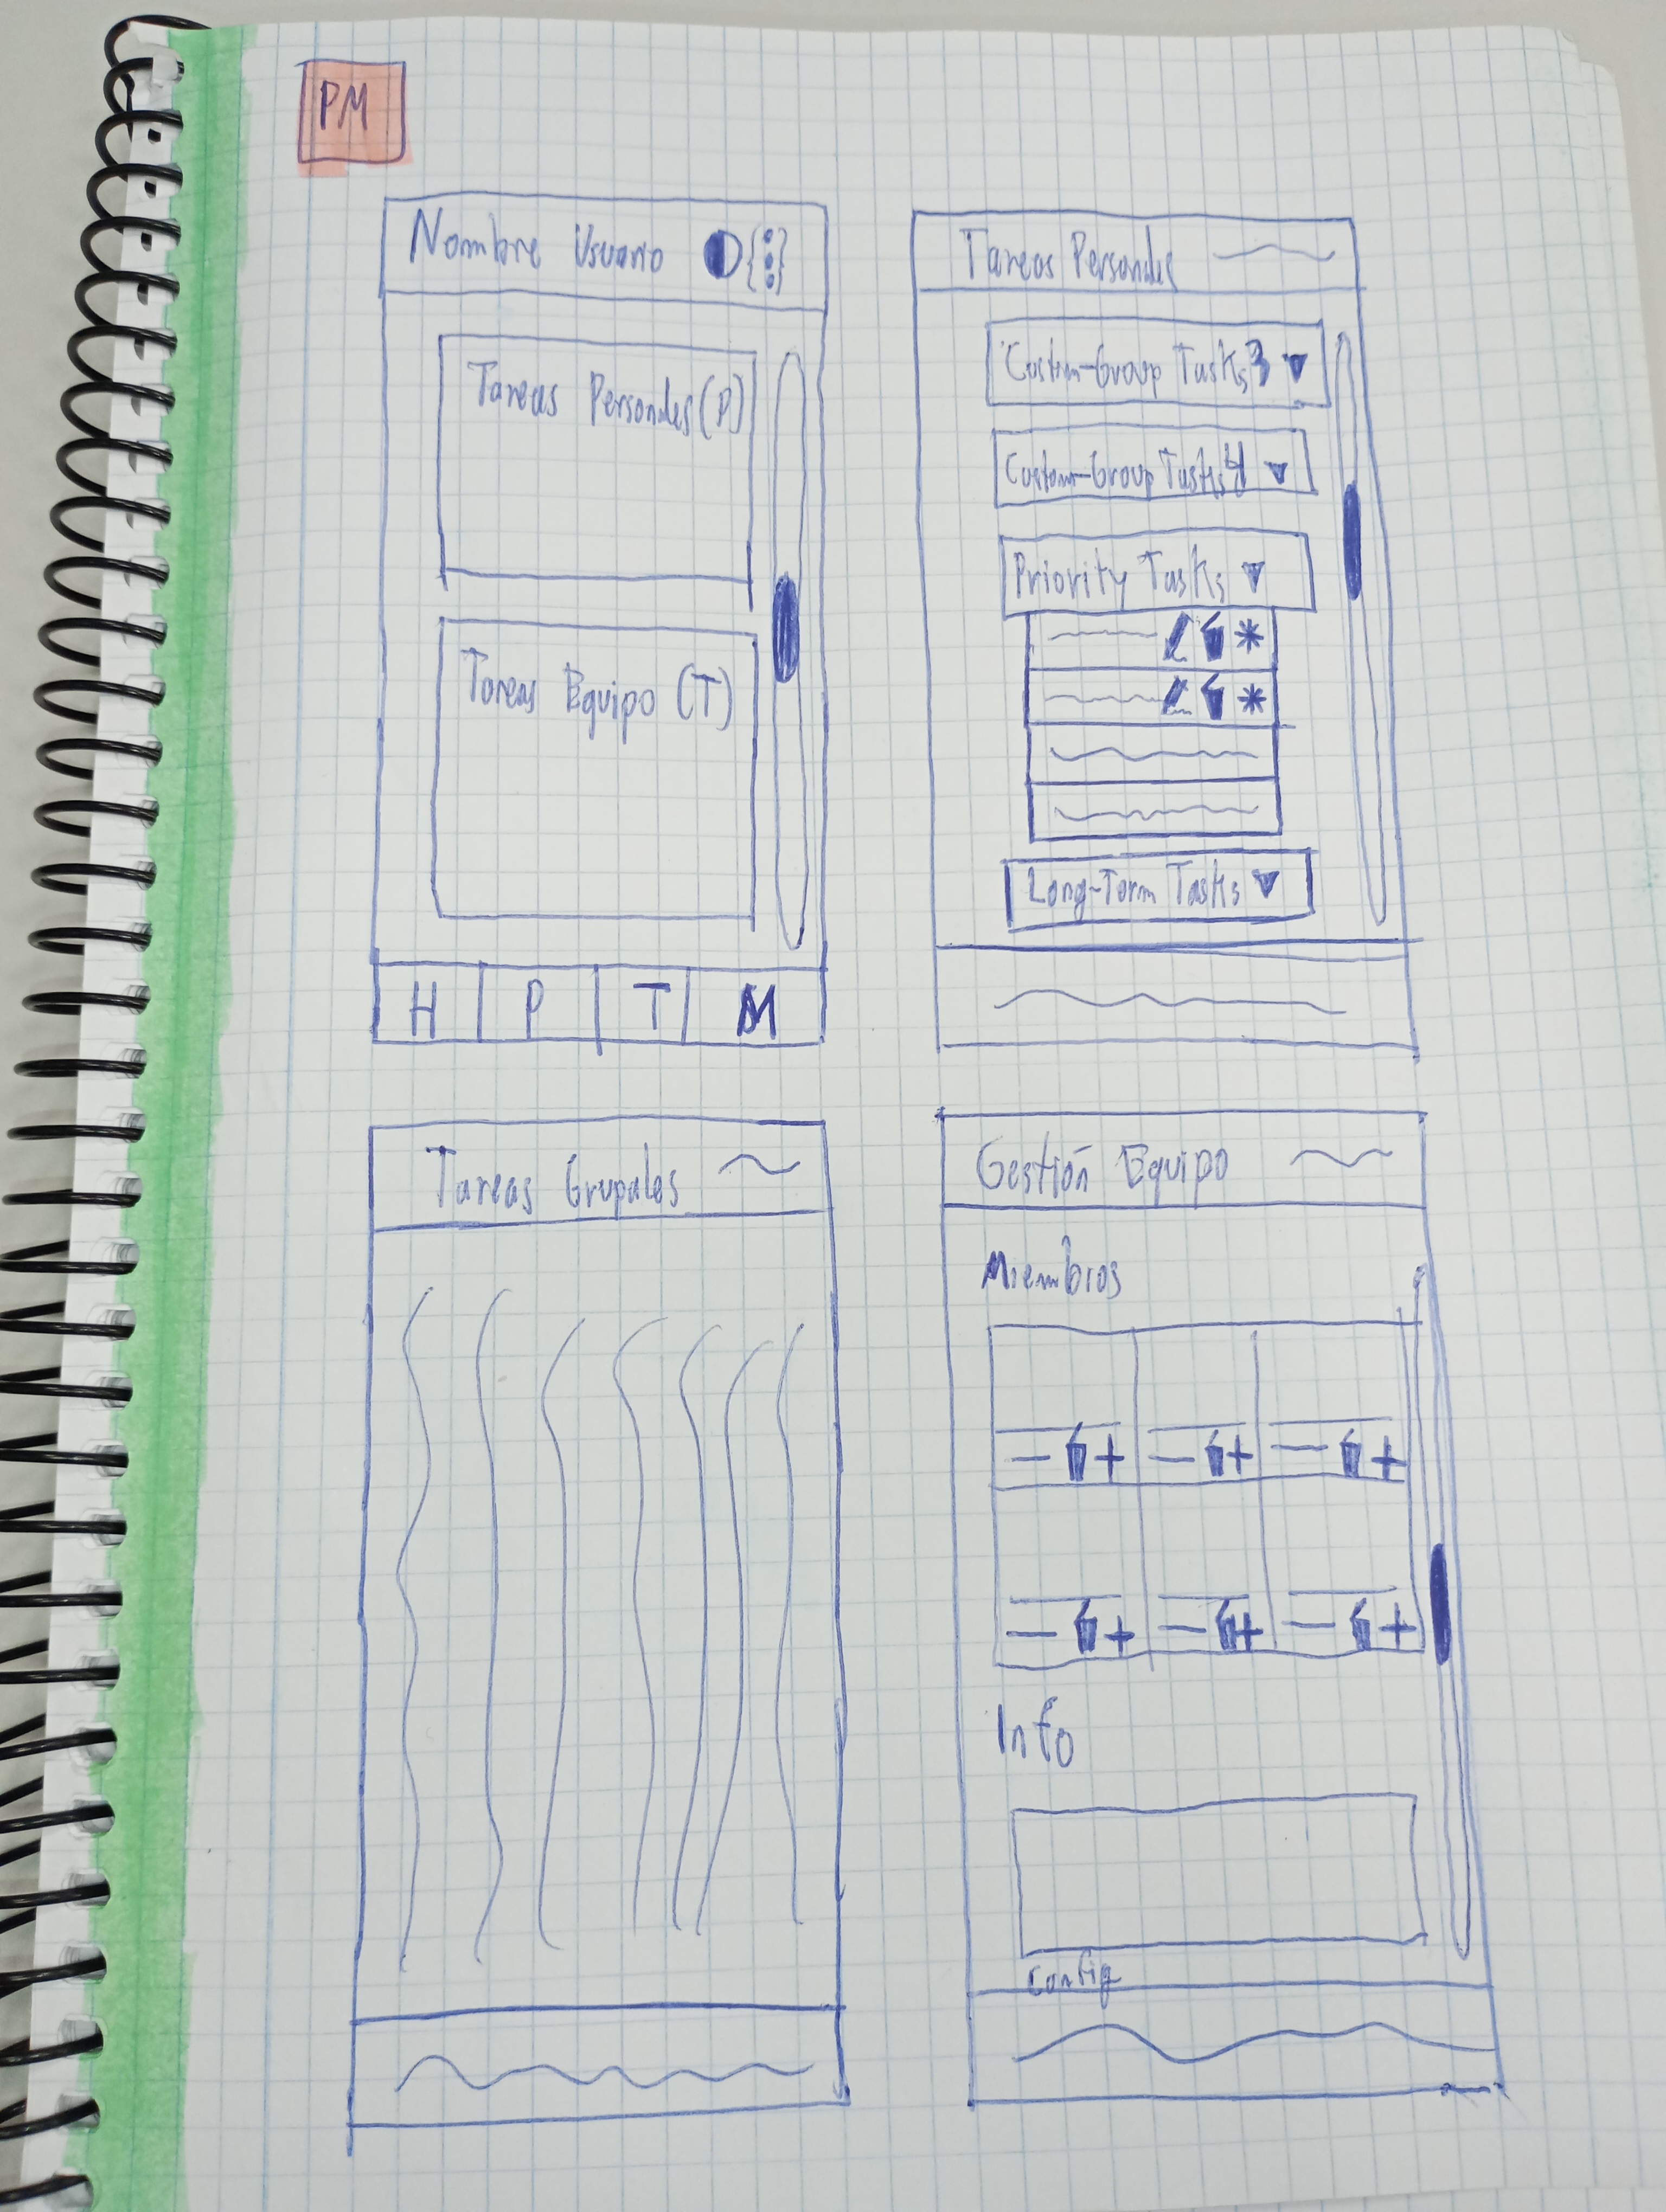 PM
Nombre Usuario
Tareas Personales (P)
Tareas Equipo (T)
H P T M
Tareas Personales
Custom-Group Tasks 3
Custom-Group Tasks 4
Priority Tasks
Long-Term Tasks
Tareas Grupales
Gestión Equipo
Miembros
Info
Config